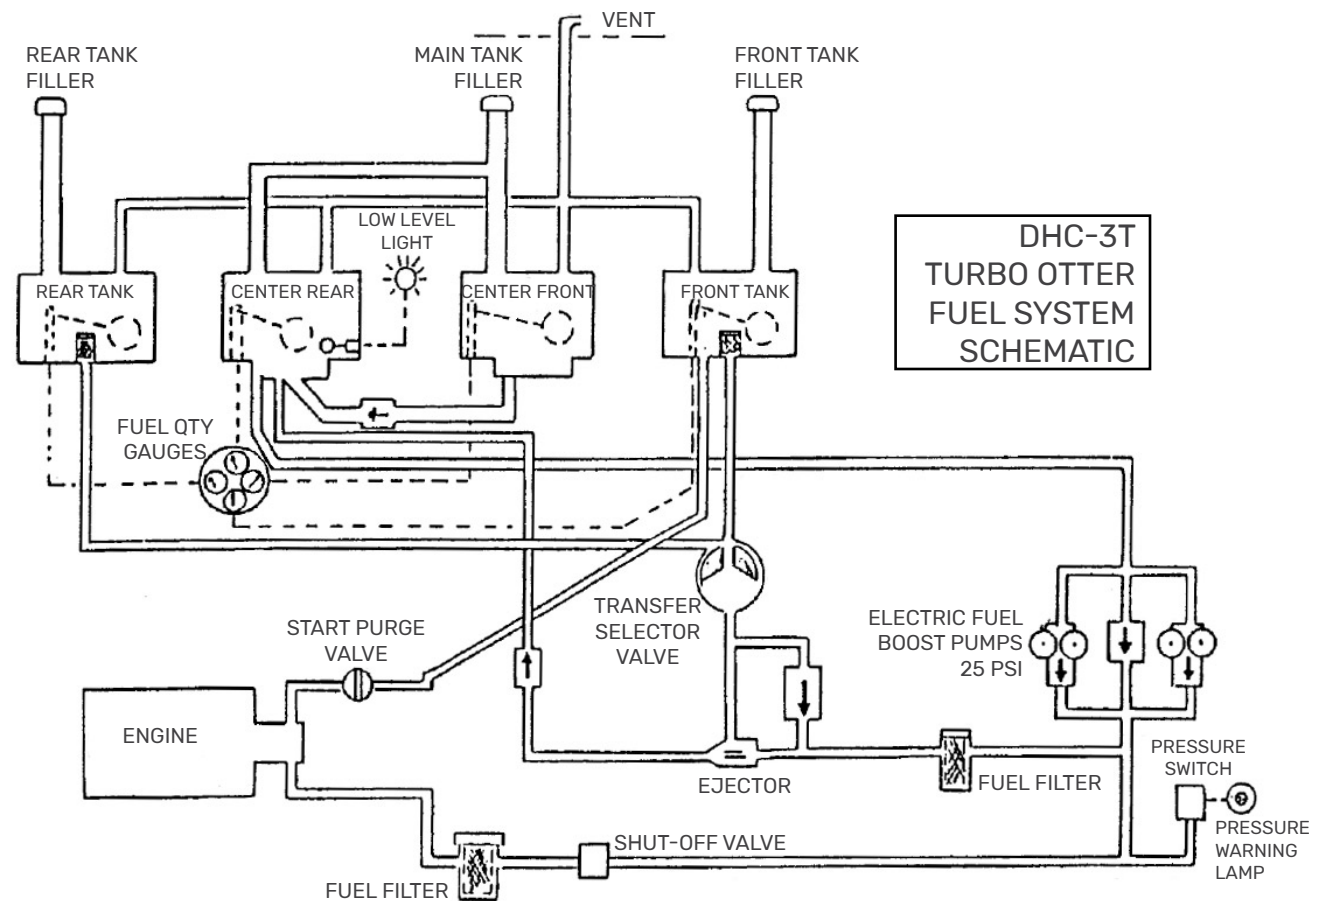 VENT
REAR TANK
FILLER
MAIN TANK
FILLER
FRONT TANK
FILLER
LOW LEVEL
LIGHT
DHC-3T
TURBO OTTER
FUEL SYSTEM
SCHEMATIC
REAR TANK
CENTER REAR
CENTER FRONT
FRONT TANK
FUEL QTY
GAUGES
TRANSFER
SELECTOR
VALVE
ELECTRIC FUEL
BOOST PUMPS
25 PSI
START PURGE
VALVE
ENGINE
EJECTOR
FUEL FILTER
PRESSURE
SWITCH
PRESSURE
WARNING
LAMP
SHUT-OFF VALVE
FUEL FILTER